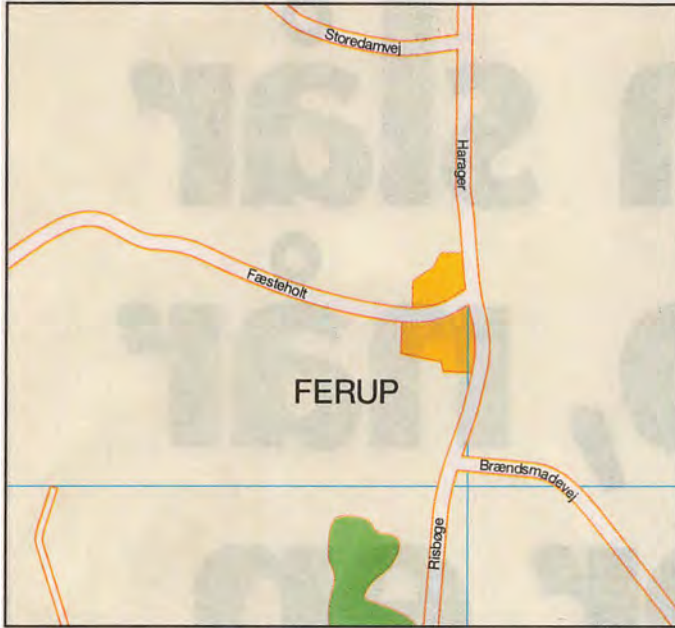 Storedamvej
Harager
Fæsteholt
FERUP
Brændsmadevej
Risbøge